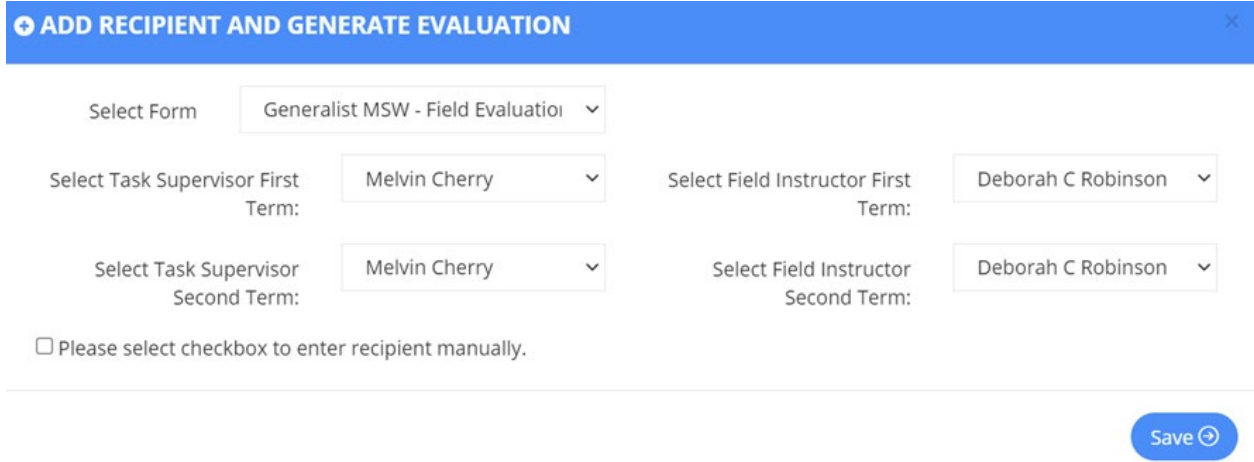 ADD RECIPIENT AND GENERATE EVALUATION
×
Select Form
Generalist MSW - Field Evaluatio
Select Task Supervisor First
Term:
Melvin Cherry
Select Field Instructor First
Term:
Deborah C Robinson
Select Task Supervisor
Second Term:
Melvin Cherry
Select Field Instructor
Second Term:
Deborah C Robinson
Please select checkbox to enter recipient manually.
Save